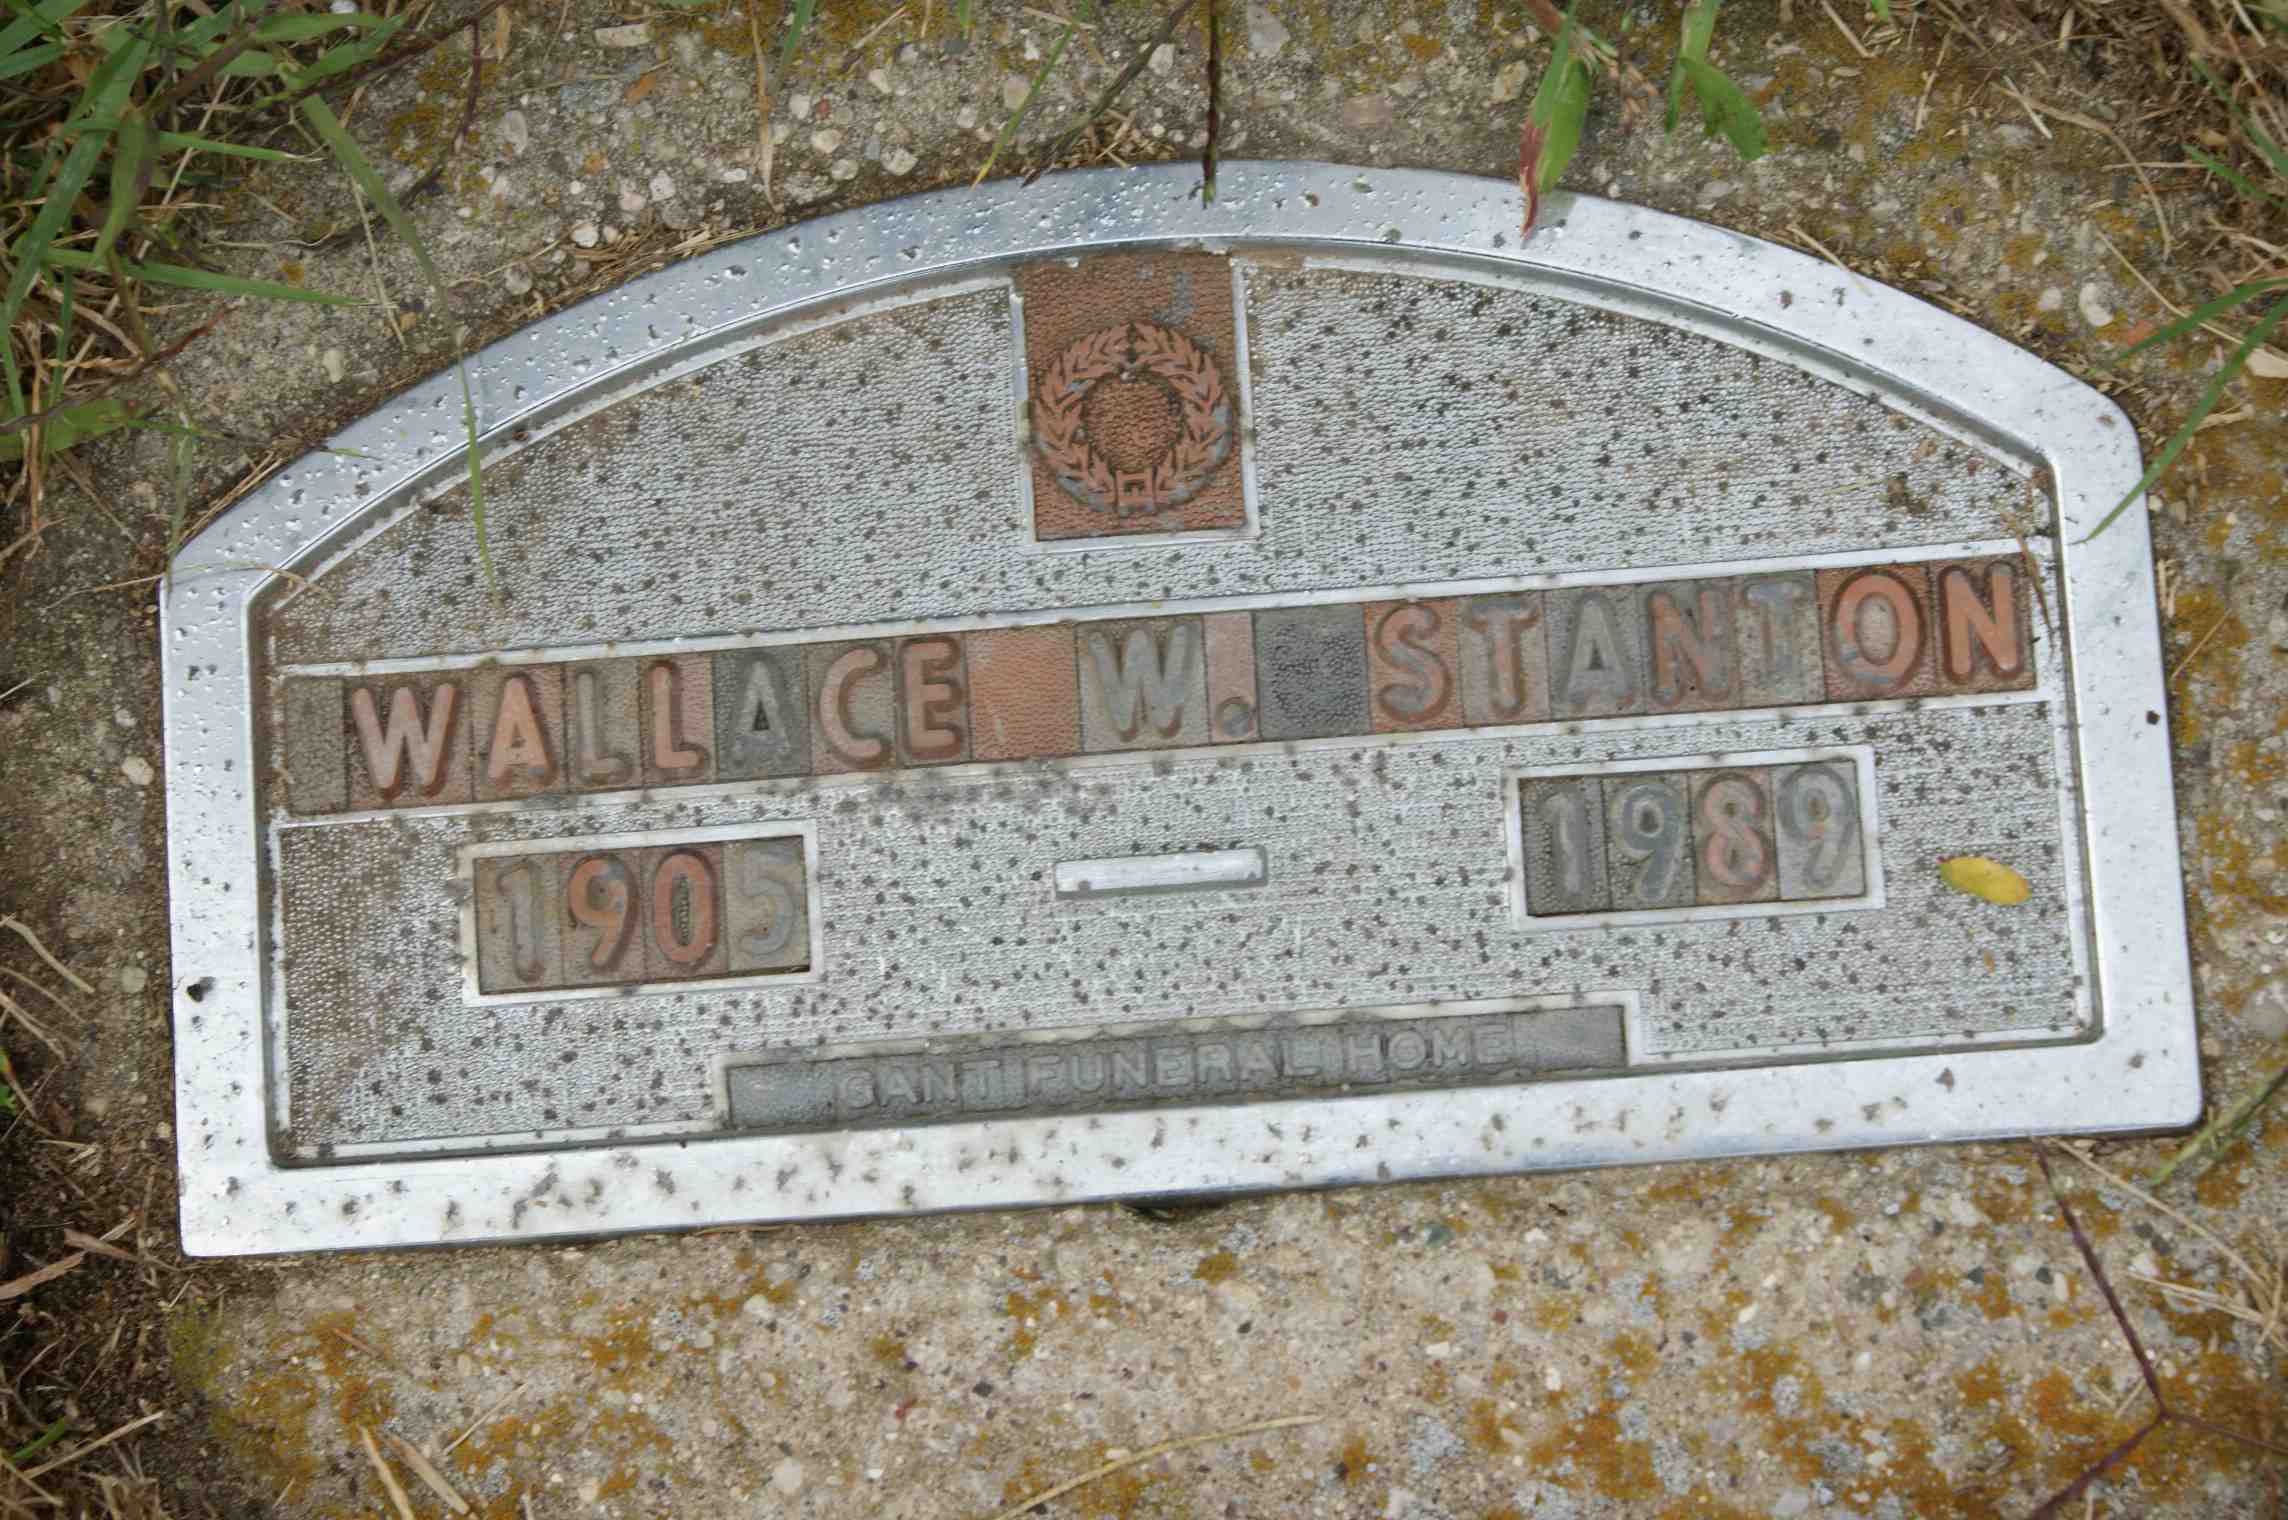 WALLACE W. STANTON
1905 — 1989
GANT FUNERAL HOME